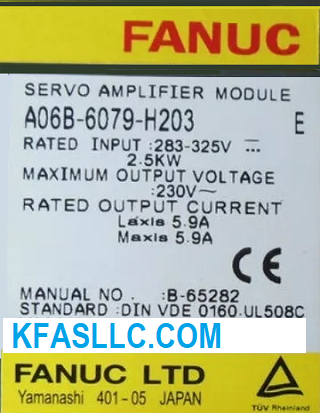 FANUC
SERVO AMPLIFIER MODULE
A06B-6079-H203 E
RATED INPUT :283-325V ⎓
2.5KW
MAXIMUM OUTPUT VOLTAGE
:230V~
RATED OUTPUT CURRENT
Laxis 5.9A
Maxis 5.9A
CE
MANUAL NO. :B-65282
STANDARD :DIN VDE 0160.UL508C
KFASLLC.COM
FANUC LTD
Yamanashi 401-05 JAPAN
TÜV Rheinland